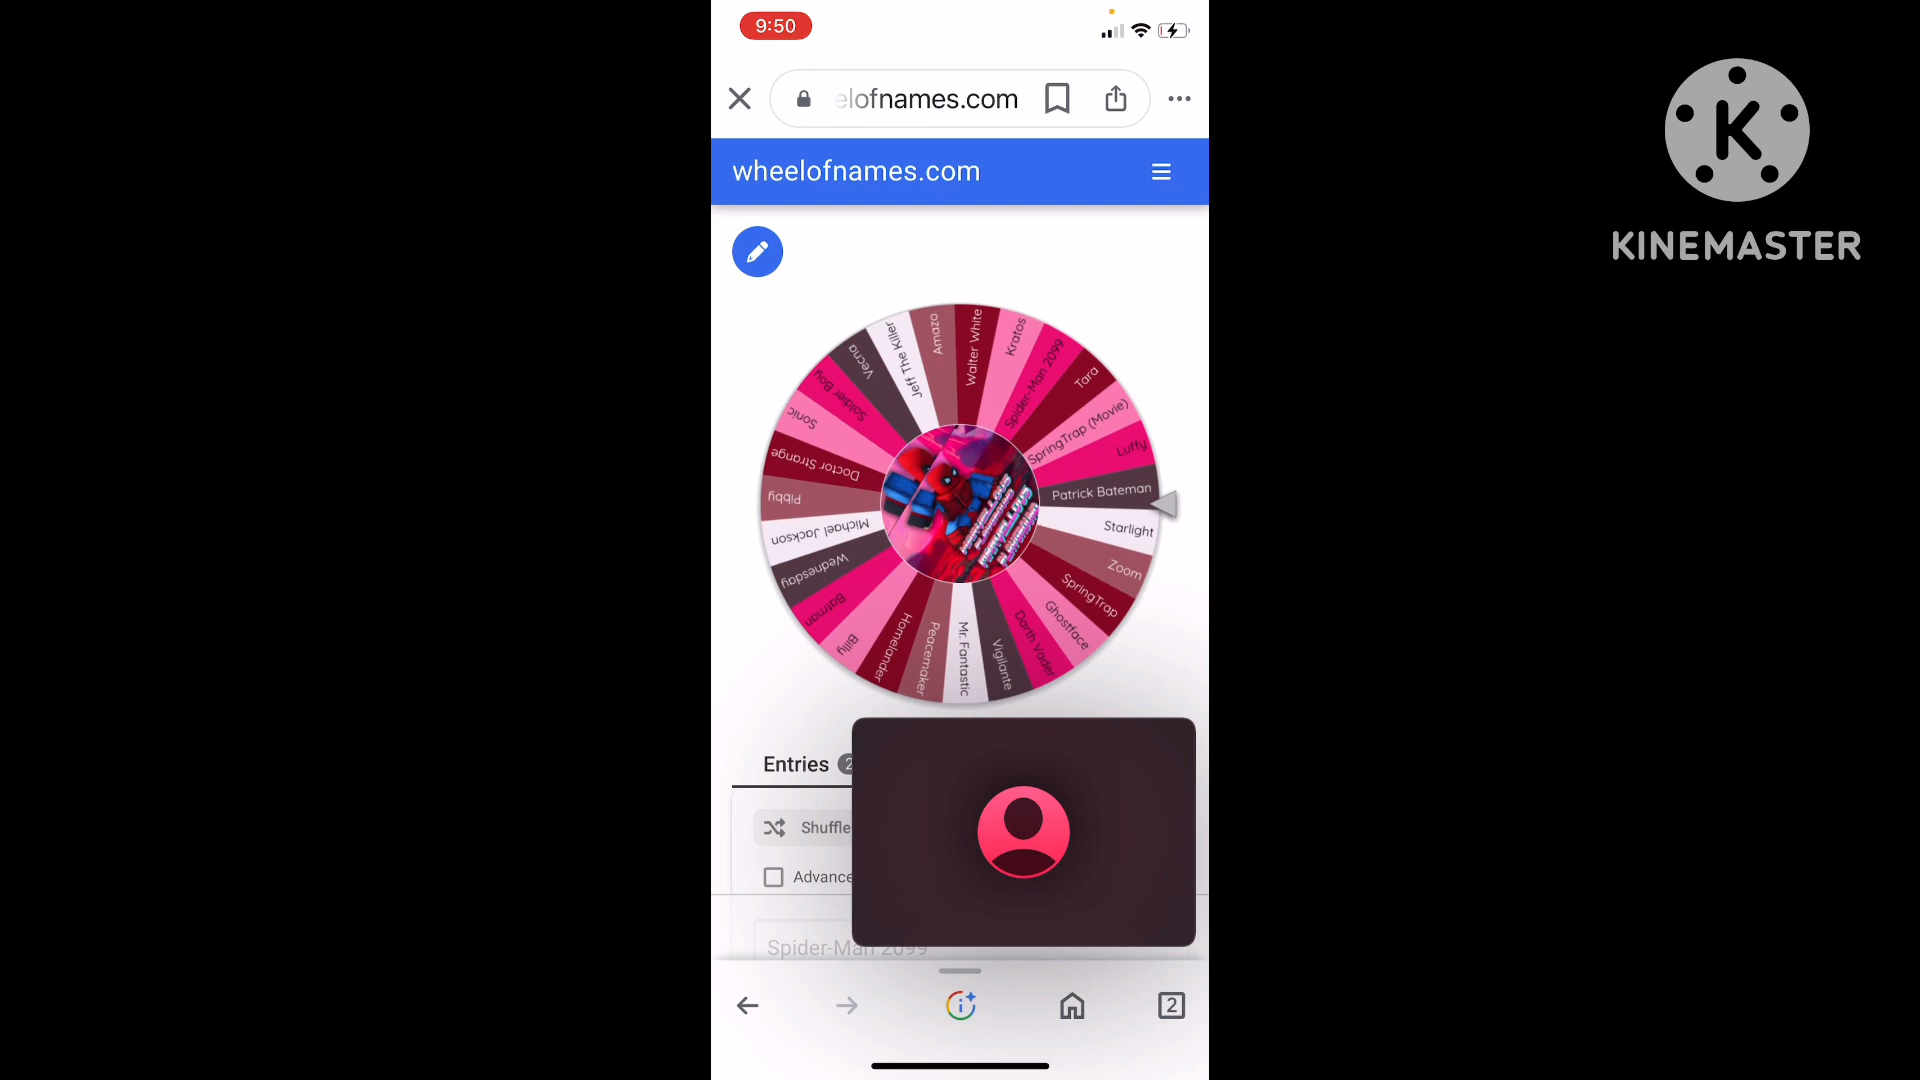 9:50
elofnames.com
wheelofnames.com
Walter White
Kratos
Spider-Man 2099
Tara
SpringTrap (Movie)
Luffy
Patrick Bateman
Starlight
Zoom
SpringTrap
Ghostface
Darth Vader
Vigilante
Mr. Fantastic
Peacemaker
Homelander
Billy
Batman
Wednesday
Michael Jackson
Pibby
Doctor Strange
Sonic
Soldier Boy
Vecna
Jeff The Killer
Amazo
Entries 2
Shuffle
Advance
Spider-Man 2099
2
K
KINEMASTER